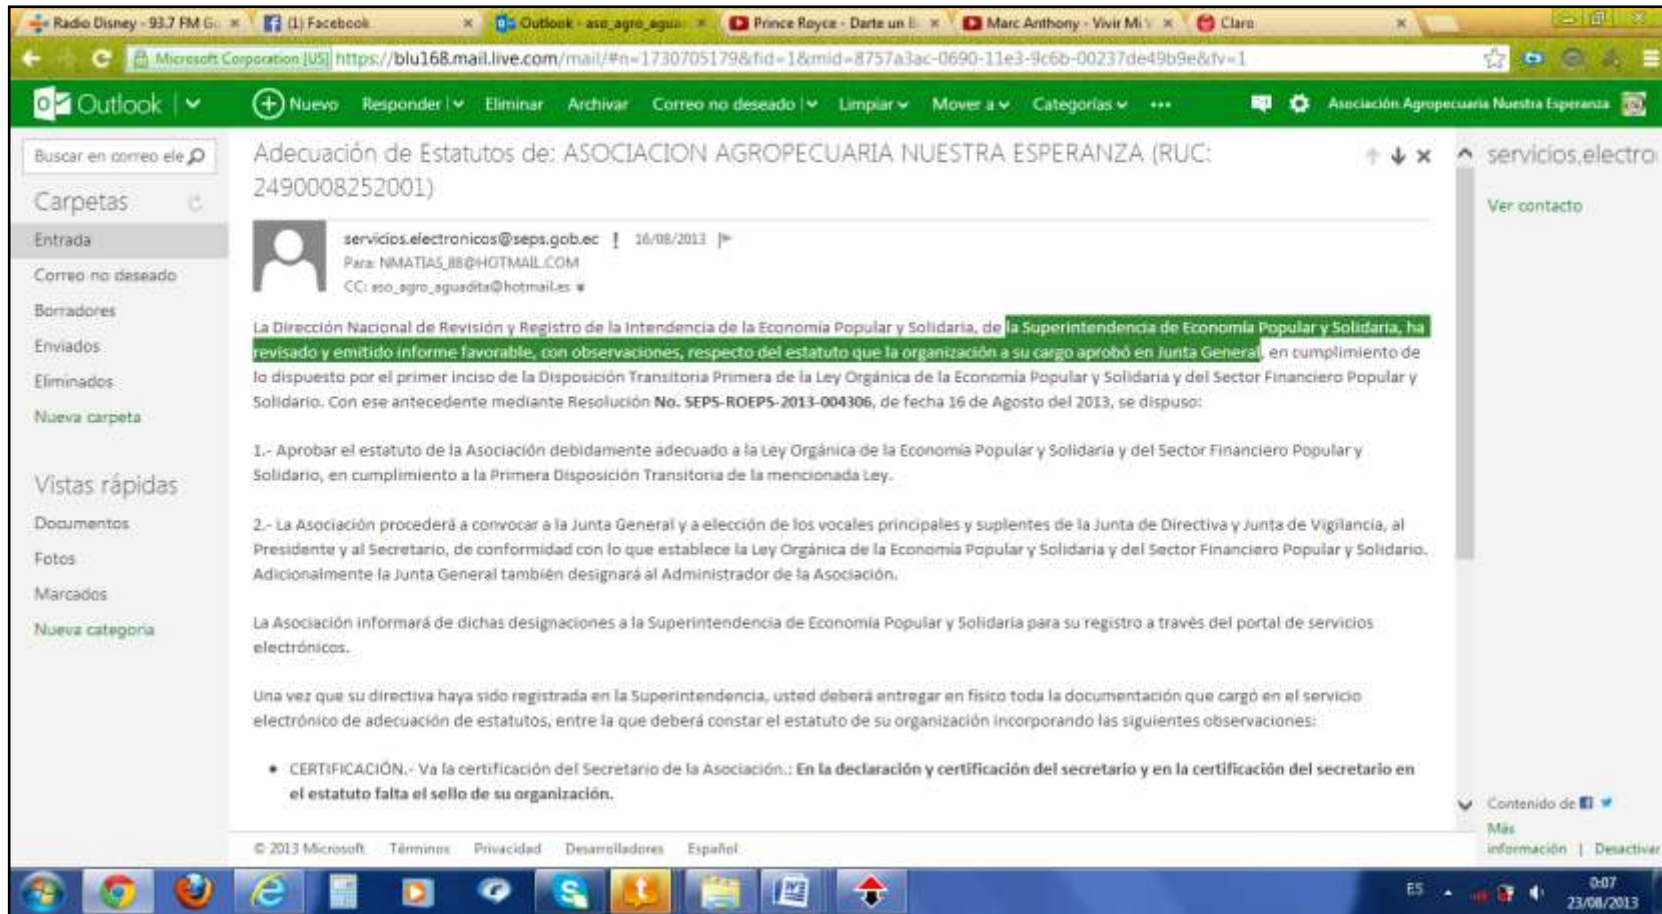 Radio Disney - 93.7 FM G
(1) Facebook
Outlook - aso_agro_agua
Prince Royce - Darte un B
Marc Anthony - Vivir Mi V
Claro
Microsoft Corporation [US] https://blu168.mail.live.com/mail/#n=1730705179&fid=1&mid=8757a3ac-0690-11e3-9c6b-00237de49b9e&fv=1
Outlook
Nuevo Responder Eliminar Archivar Correo no deseado Limpiar Mover a Categorías ···
Asociación Agropecuaria Nuestra Esperanza
Buscar en correo ele
Carpetas
Entrada
Correo no deseado
Borradores
Enviados
Eliminados
Nueva carpeta
Vistas rápidas
Documentos
Fotos
Marcados
Nueva categoría
Adecuación de Estatutos de: ASOCIACION AGROPECUARIA NUESTRA ESPERANZA (RUC:
2490008252001)
servicios.electronicos@seps.gob.ec ! 16/08/2013
Para: NMATIAS_88@HOTMAIL.COM
CC: aso_agro_aguadita@hotmail.es
La Dirección Nacional de Revisión y Registro de la Intendencia de la Economía Popular y Solidaria, de la Superintendencia de Economía Popular y Solidaria, ha
revisado y emitido informe favorable, con observaciones, respecto del estatuto que la organización a su cargo aprobó en Junta General, en cumplimiento de
lo dispuesto por el primer inciso de la Disposición Transitoria Primera de la Ley Orgánica de la Economía Popular y Solidaria y del Sector Financiero Popular y
Solidario. Con ese antecedente mediante Resolución No. SEPS-ROEPS-2013-004306, de fecha 16 de Agosto del 2013, se dispuso:
1.- Aprobar el estatuto de la Asociación debidamente adecuado a la Ley Orgánica de la Economía Popular y Solidaria y del Sector Financiero Popular y
Solidario, en cumplimiento a la Primera Disposición Transitoria de la mencionada Ley.
2.- La Asociación procederá a convocar a la Junta General y a elección de los vocales principales y suplentes de la Junta de Directiva y Junta de Vigilancia, al
Presidente y al Secretario, de conformidad con lo que establece la Ley Orgánica de la Economía Popular y Solidaria y del Sector Financiero Popular y Solidario.
Adicionalmente la Junta General también designará al Administrador de la Asociación.
La Asociación informará de dichas designaciones a la Superintendencia de Economía Popular y Solidaria para su registro a través del portal de servicios
electrónicos.
Una vez que su directiva haya sido registrada en la Superintendencia, usted deberá entregar en físico toda la documentación que cargó en el servicio
electrónico de adecuación de estatutos, entre la que deberá constar el estatuto de su organización incorporando las siguientes observaciones:
• CERTIFICACIÓN.- Va la certificación del Secretario de la Asociación.: En la declaración y certificación del secretario y en la certificación del secretario en
el estatuto falta el sello de su organización.
© 2013 Microsoft Términos Privacidad Desarrolladores Español
servicios.electro
Ver contacto
Contenido de
Más
información | Desactivar
ES
0:07
23/08/2013